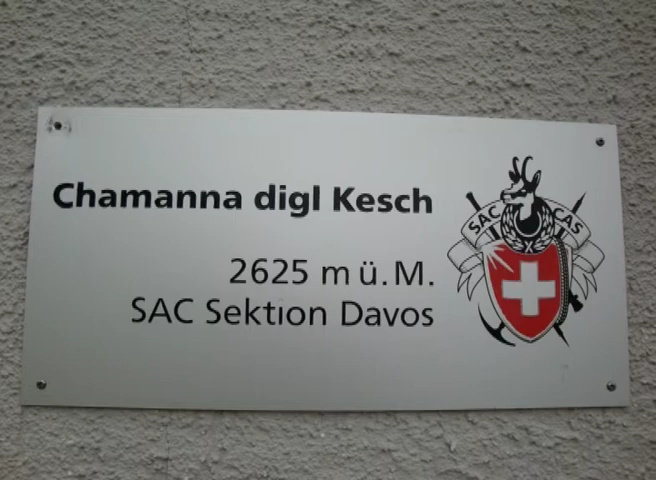 Chamanna digl Kesch
2625 m ü.M.
SAC Sektion Davos
SAC CAS